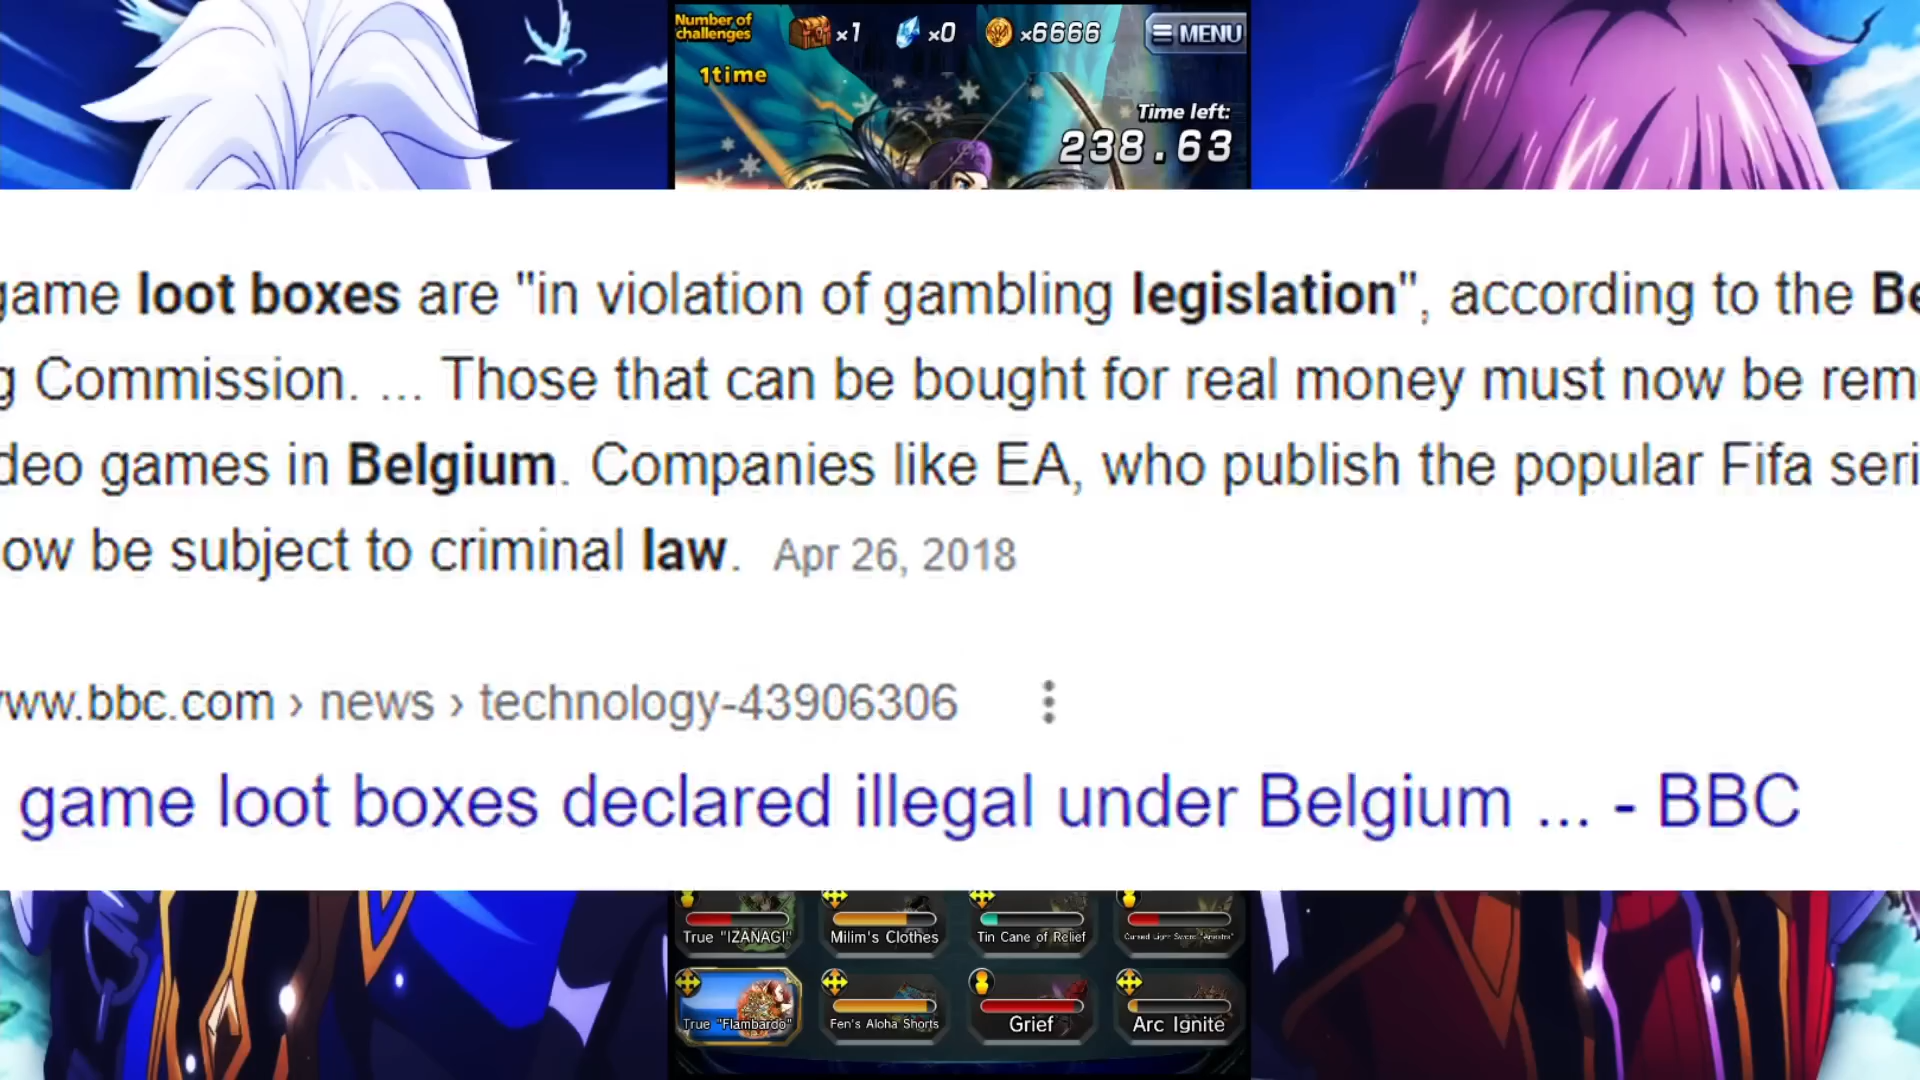 Number of
challenges
×1
×0
×6666
MENU
1time
Time left:
238.63
game loot boxes are "in violation of gambling legislation", according to the Be
g Commission. ... Those that can be bought for real money must now be rem
deo games in Belgium. Companies like EA, who publish the popular Fifa seri
ow be subject to criminal law. Apr 26, 2018
ww.bbc.com › news › technology-43906306
game loot boxes declared illegal under Belgium ... - BBC
True "IZANAGI"
Milim's Clothes
Tin Cane of Relief
True "Flambardo"
Fen's Aloha Shorts
Grief
Arc Ignite